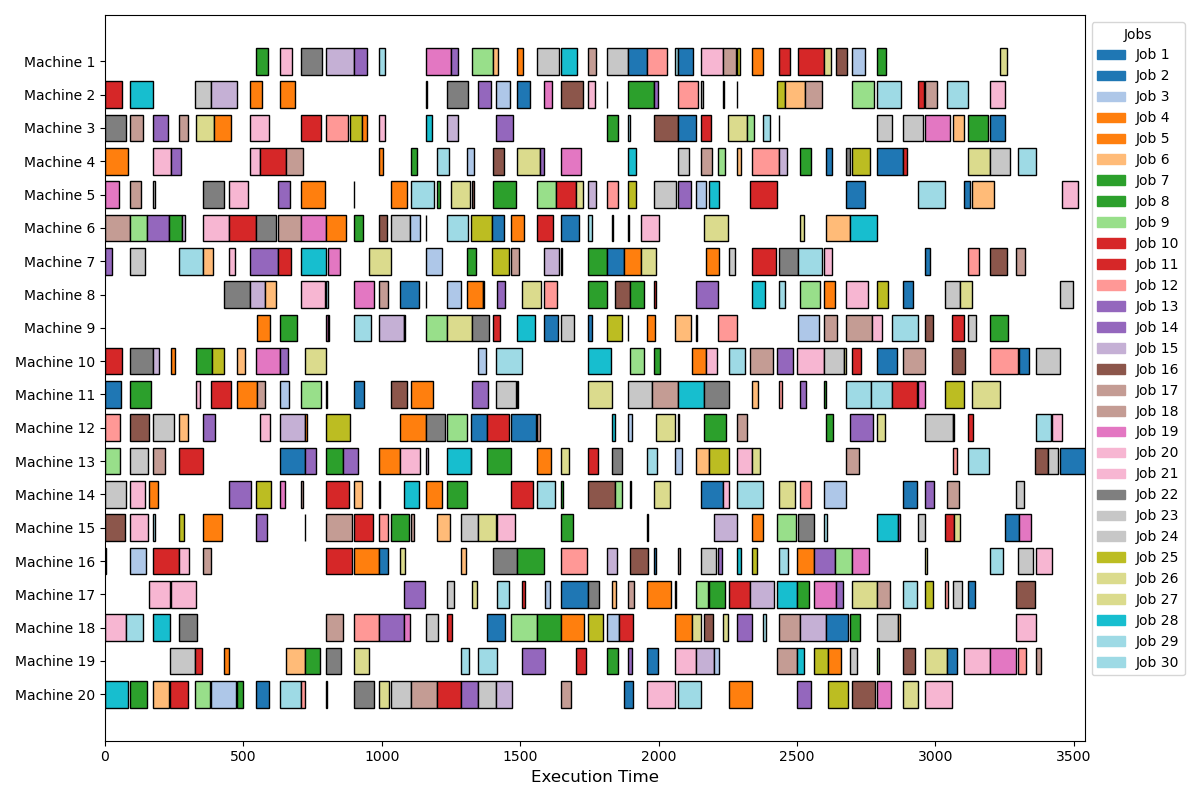 Machine 1
Machine 2
Machine 3
Machine 4
Machine 5
Machine 6
Machine 7
Machine 8
Machine 9
Machine 10
Machine 11
Machine 12
Machine 13
Machine 14
Machine 15
Machine 16
Machine 17
Machine 18
Machine 19
Machine 20
0 500 1000 1500 2000 2500 3000 3500
Execution Time
Jobs
Job 1
Job 2
Job 3
Job 4
Job 5
Job 6
Job 7
Job 8
Job 9
Job 10
Job 11
Job 12
Job 13
Job 14
Job 15
Job 16
Job 17
Job 18
Job 19
Job 20
Job 21
Job 22
Job 23
Job 24
Job 25
Job 26
Job 27
Job 28
Job 29
Job 30